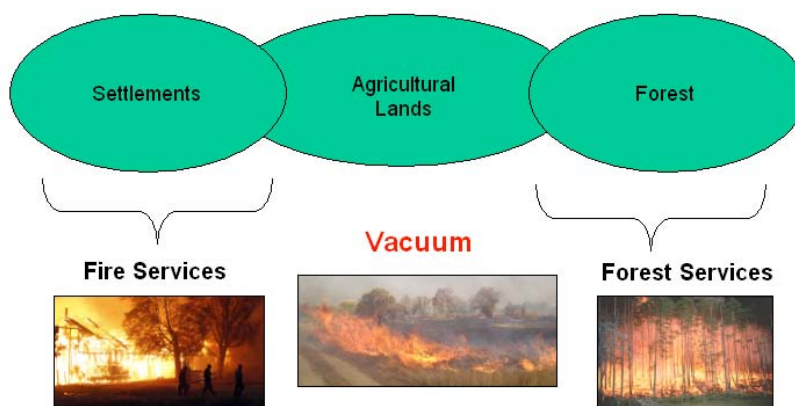 Settlements
Agricultural
Lands
Forest
Vacuum
Fire Services
Forest Services